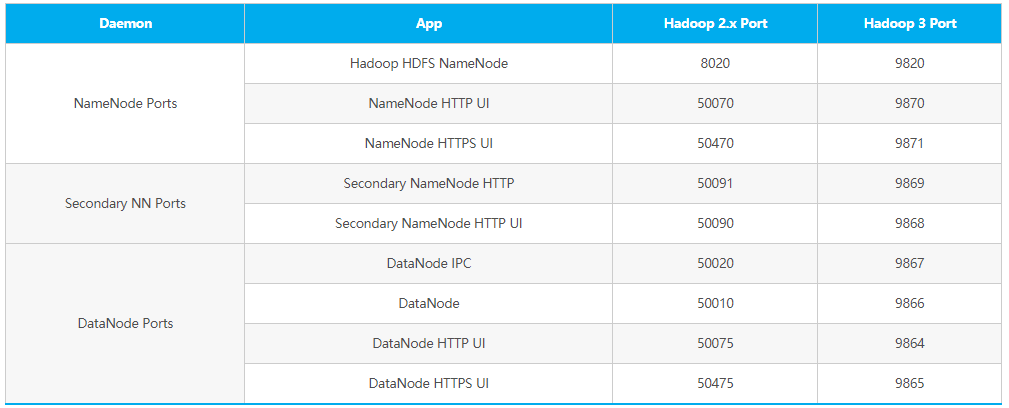 Daemon App Hadoop 2.x Port Hadoop 3 Port
NameNode Ports Hadoop HDFS NameNode 8020 9820
NameNode HTTP UI 50070 9870
NameNode HTTPS UI 50470 9871
Secondary NN Ports Secondary NameNode HTTP 50091 9869
Secondary NameNode HTTP UI 50090 9868
DataNode Ports DataNode IPC 50020 9867
DataNode 50010 9866
DataNode HTTP UI 50075 9864
DataNode HTTPS UI 50475 9865